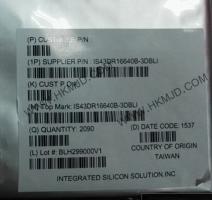 (P) CUST P/N
(1P) SUPPLIER P/N : IS43DR16640B-3DBLI
(K) CUST P.O#:
(M) Top Mark: IS43DR16640B-3DBLI
(Q) QUANTITY: 2090
(D) DATE CODE: 1537
(L) Lot #: BLH299000V1
COUNTRY OF ORIGIN
TAIWAN
INTEGRATED SILICON SOLUTION,INC
WWW.HKMJD.COM